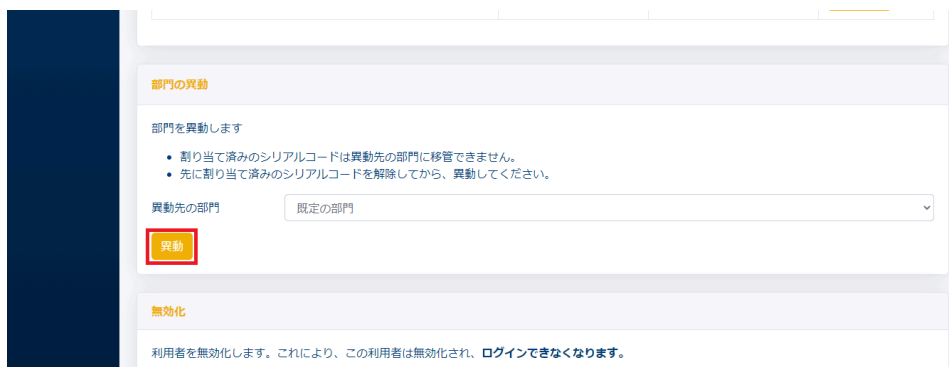 部門の異動
部門を異動します
• 割り当て済みのシリアルコードは異動先の部門に移管できません。
• 先に割り当て済みのシリアルコードを解除してから、異動してください。
異動先の部門 既定の部門
異動
無効化
利用者を無効化します。これにより、この利用者は無効化され、ログインできなくなります。